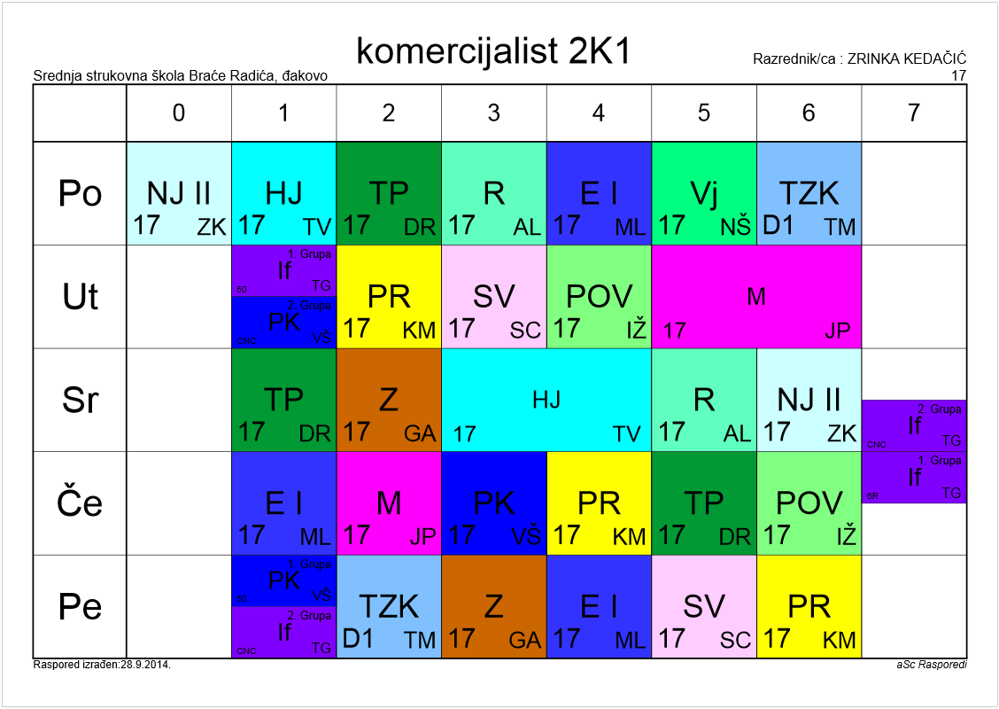 komercijalist 2K1
Razrednik/ca : ZRINKA KEDAČIĆ
Srednja strukovna škola Braće Radića, đakovo 17
0 1 2 3 4 5 6 7
Po
NJ II
17 ZK
HJ
17 TV
TP
17 DR
R
17 AL
E I
17 ML
Vj
17 NŠ
TZK
D1 TM
Ut
1. Grupa
If
50 TG
2. Grupa
PK
CNC VŠ
PR
17 KM
SV
17 SC
POV
17 IŽ
M
17 JP
Sr
TP
17 DR
Z
17 GA
HJ
17 TV
R
17 AL
NJ II
17 ZK
2. Grupa
If
CNC TG
Če
E I
17 ML
M
17 JP
PK
17 VŠ
PR
17 KM
TP
17 DR
POV
17 IŽ
1. Grupa
If
6R TG
Pe
1. Grupa
PK
50 VŠ
2. Grupa
If
CNC TG
TZK
D1 TM
Z
17 GA
E I
17 ML
SV
17 SC
PR
17 KM
Raspored izrađen:28.9.2014.
aSc Rasporedi